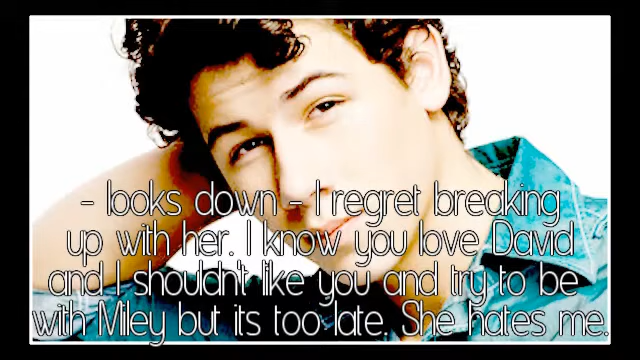 - looks down - I regret breaking
up with her. I know you love David
and I shouldn't like you and try to be
with Miley but its too late. She hates me.